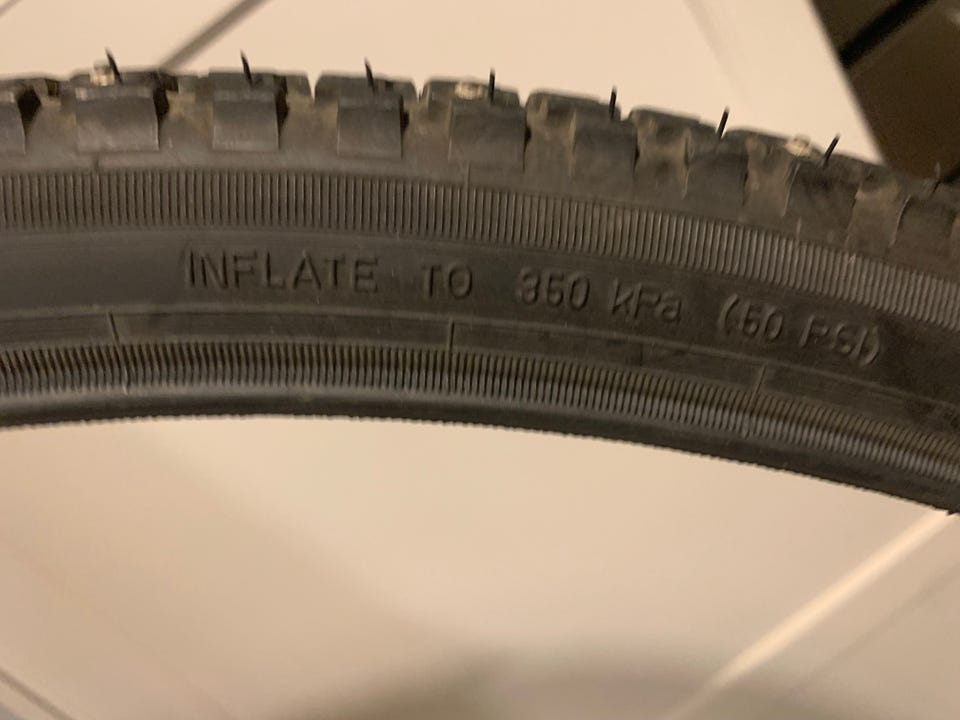 INFLATE TO 350 kPa (50 PSI)